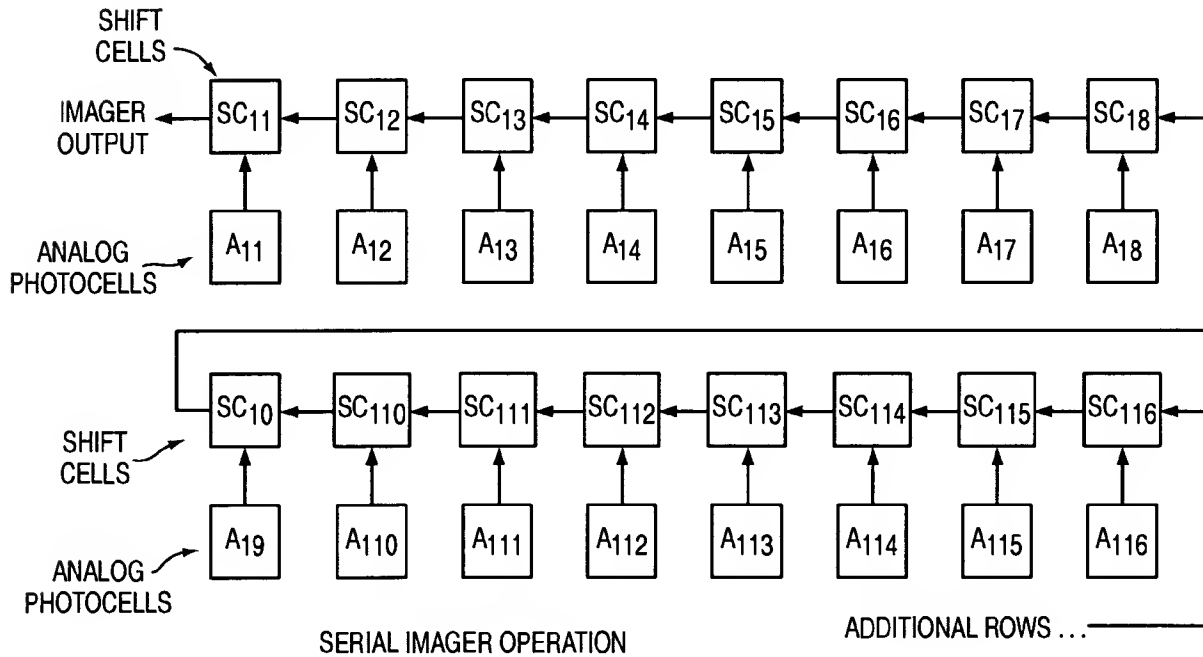 SHIFT
CELLS
IMAGER
OUTPUT
SC11 SC12 SC13 SC14 SC15 SC16 SC17 SC18
ANALOG
PHOTOCELLS
A11 A12 A13 A14 A15 A16 A17 A18
SC10 SC110 SC111 SC112 SC113 SC114 SC115 SC116
SHIFT
CELLS
A19 A110 A111 A112 A113 A114 A115 A116
ANALOG
PHOTOCELLS
SERIAL IMAGER OPERATION
ADDITIONAL ROWS ...